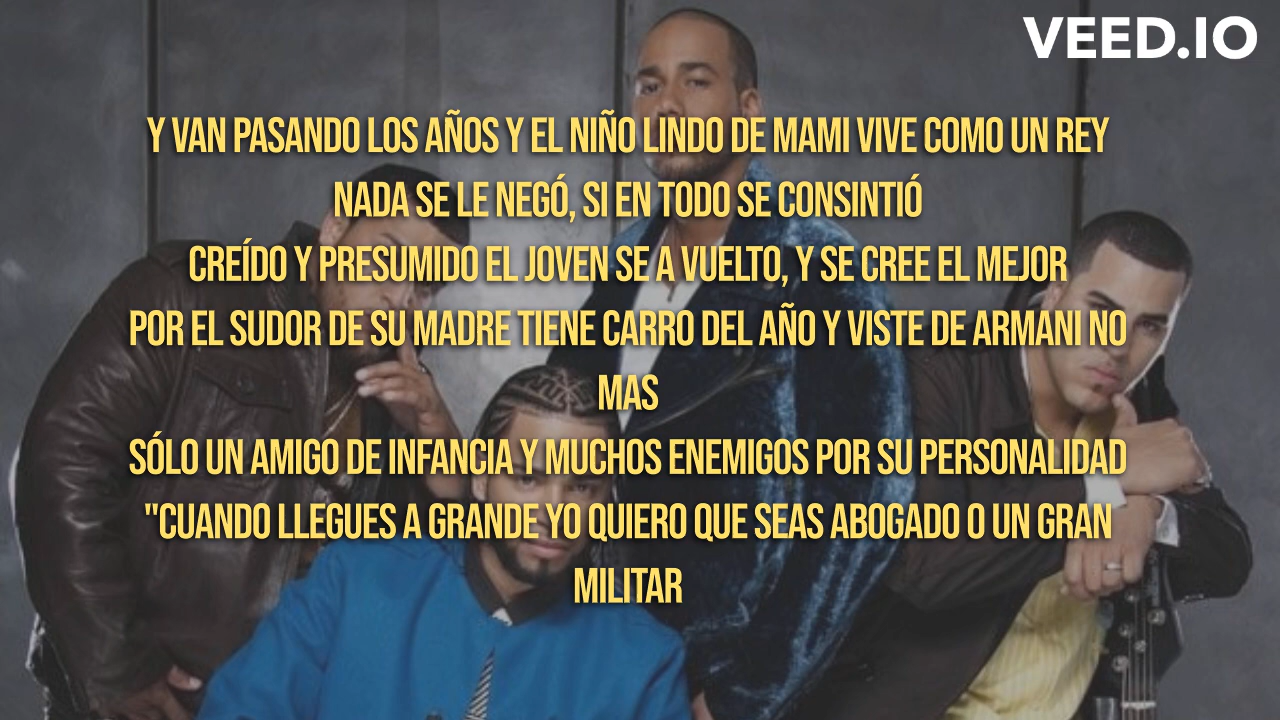 VEED.IO
Y VAN PASANDO LOS AÑOS Y EL NIÑO LINDO DE MAMI VIVE COMO UN REY
NADA SE LE NEGÓ, SI EN TODO SE CONSINTIÓ
CREÍDO Y PRESUMIDO EL JOVEN SE A VUELTO, Y SE CREE EL MEJOR
POR EL SUDOR DE SU MADRE TIENE CARRO DEL AÑO Y VISTE DE ARMANI NO
MAS
SÓLO UN AMIGO DE INFANCIA Y MUCHOS ENEMIGOS POR SU PERSONALIDAD
"CUANDO LLEGUES A GRANDE YO QUIERO QUE SEAS ABOGADO O UN GRAN
MILITAR